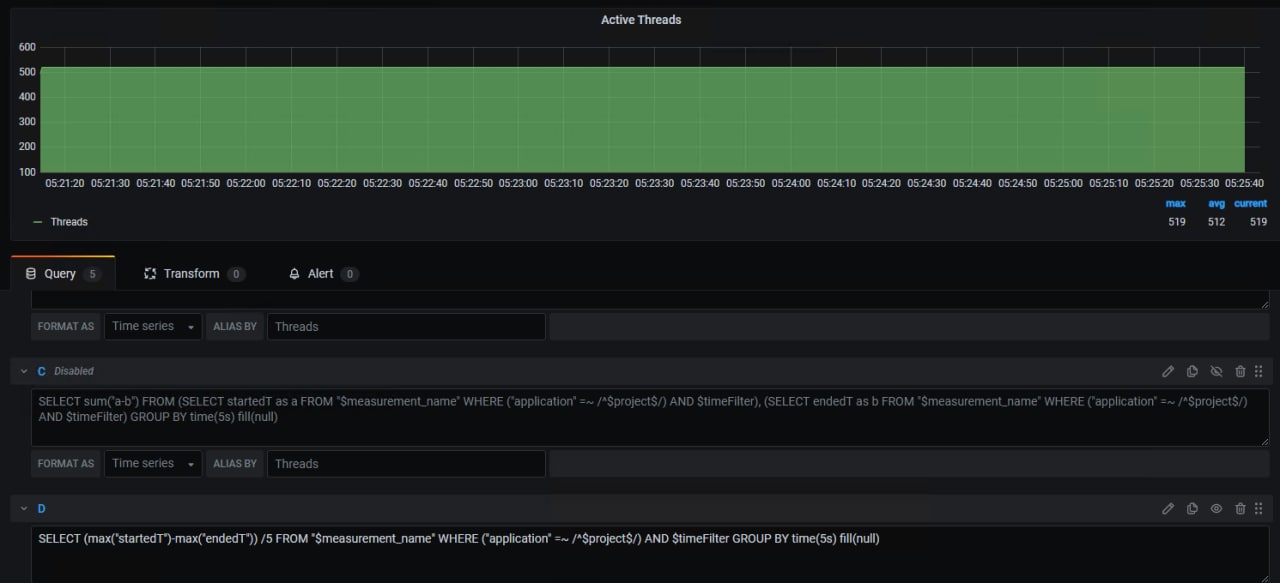 Active Threads
600
500
400
300
200
100
05:21:20 05:21:30 05:21:40 05:21:50 05:22:00 05:22:10 05:22:20 05:22:30 05:22:40 05:22:50 05:23:00 05:23:10 05:23:20 05:23:30 05:23:40 05:23:50 05:24:00 05:24:10 05:24:20 05:24:30 05:24:40 05:24:50 05:25:00 05:25:10 05:25:20 05:25:30 05:25:40
max avg current
Threads 519 512 519
Query 5 Transform 0 Alert 0
FORMAT AS Time series ALIAS BY Threads
C Disabled
SELECT sum("a-b") FROM (SELECT startedT as a FROM "$measurement_name" WHERE ("application" =~ /^$project$/) AND $timeFilter), (SELECT endedT as b FROM "$measurement_name" WHERE ("application" =~ /^$project$/)
AND $timeFilter) GROUP BY time(5s) fill(null)
FORMAT AS Time series ALIAS BY Threads
D
SELECT (max("startedT")-max("endedT")) /5 FROM "$measurement_name" WHERE ("application" =~ /^$project$/) AND $timeFilter GROUP BY time(5s) fill(null)